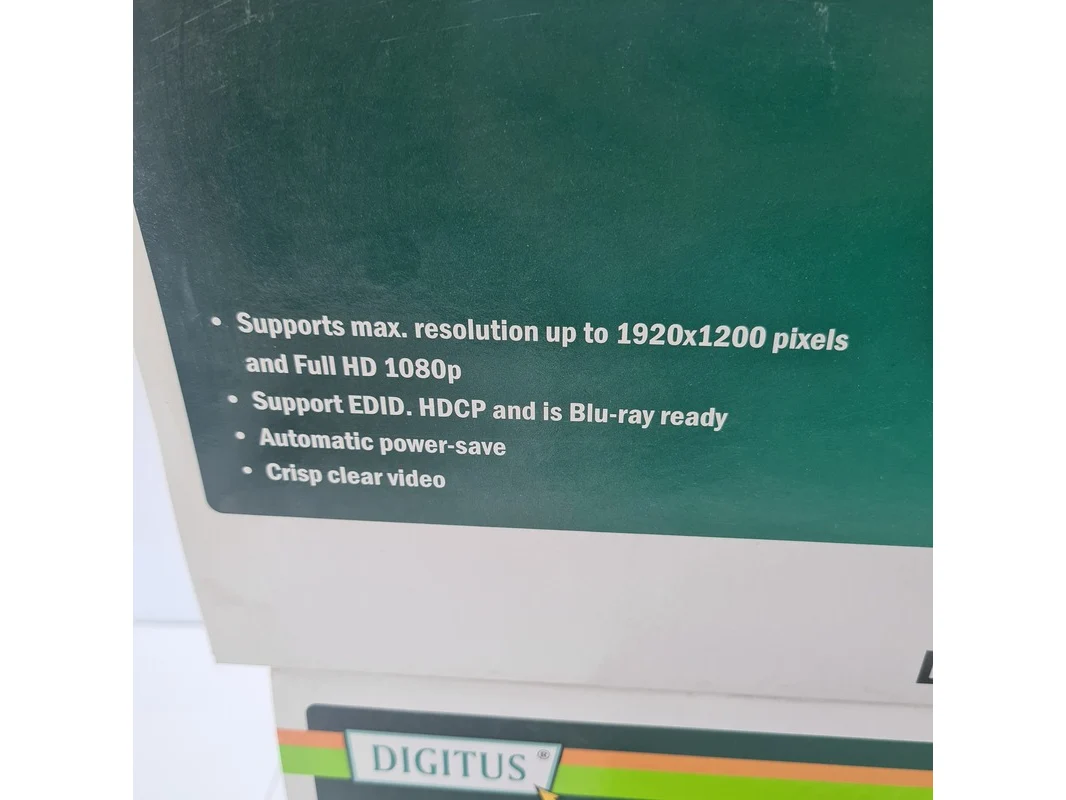 • Supports max. resolution up to 1920x1200 pixels
and Full HD 1080p
• Support EDID. HDCP and is Blu-ray ready
• Automatic power-save
• Crisp clear video
DIGITUS®